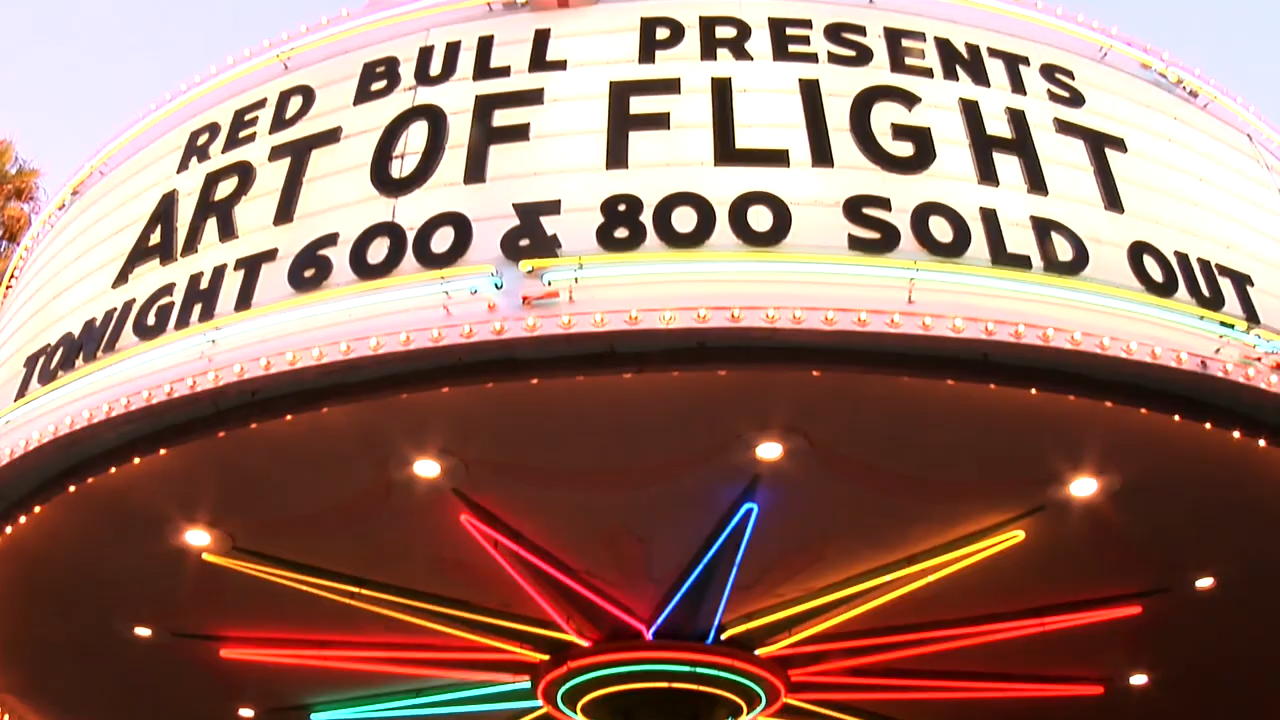 RED BULL PRESENTS
ART OF FLIGHT
TONIGHT 600 & 800 SOLD OUT